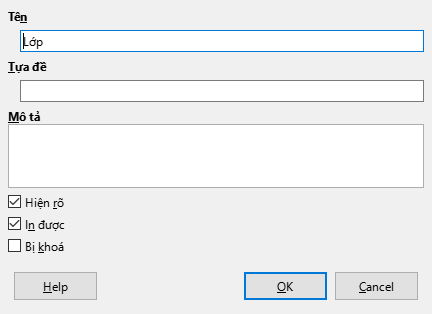 Tên
Lớp
Tựa đề
Mô tả
Hiện rõ
In được
Bị khoá
Help
OK
Cancel